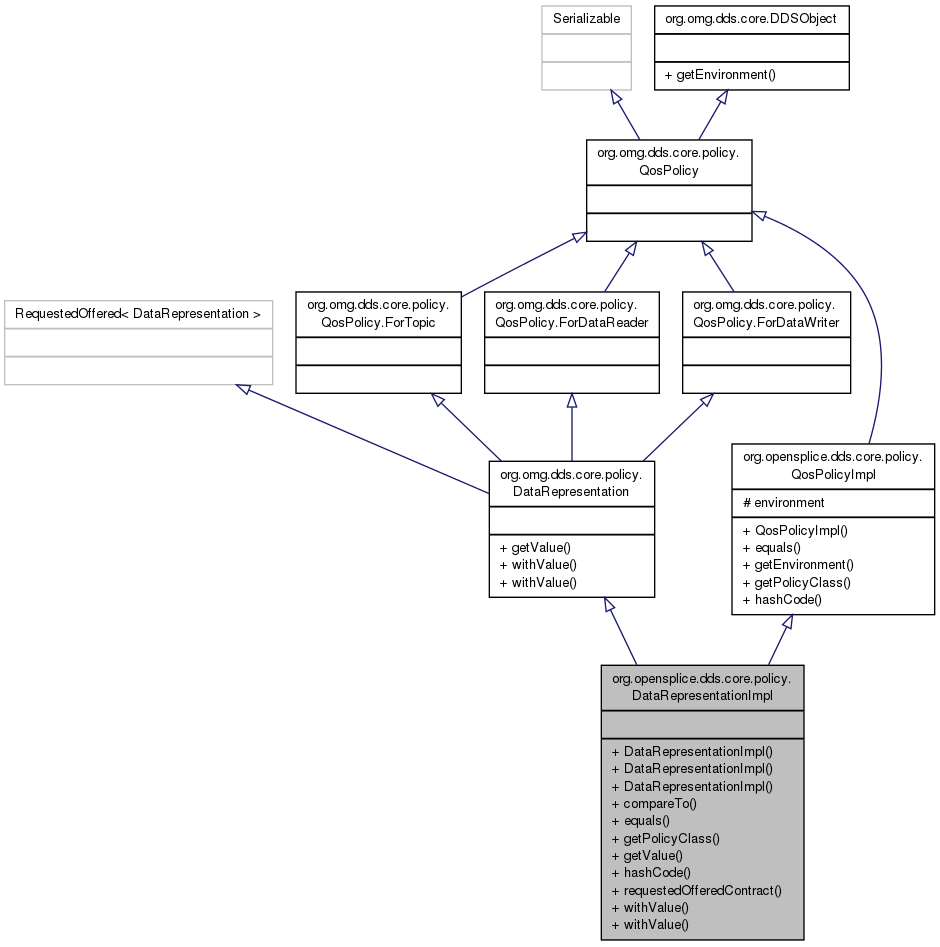 Serializable
org.omg.dds.core.DDSObject
+ getEnvironment()
org.omg.dds.core.policy.
QosPolicy
RequestedOffered< DataRepresentation >
org.omg.dds.core.policy.
QosPolicy.ForTopic
org.omg.dds.core.policy.
QosPolicy.ForDataReader
org.omg.dds.core.policy.
QosPolicy.ForDataWriter
org.omg.dds.core.policy.
DataRepresentation
+ getValue()
+ withValue()
+ withValue()
org.opensplice.dds.core.policy.
QosPolicyImpl
# environment
+ QosPolicyImpl()
+ equals()
+ getEnvironment()
+ getPolicyClass()
+ hashCode()
org.opensplice.dds.core.policy.
DataRepresentationImpl
+ DataRepresentationImpl()
+ DataRepresentationImpl()
+ DataRepresentationImpl()
+ compareTo()
+ equals()
+ getPolicyClass()
+ getValue()
+ hashCode()
+ requestedOfferedContract()
+ withValue()
+ withValue()